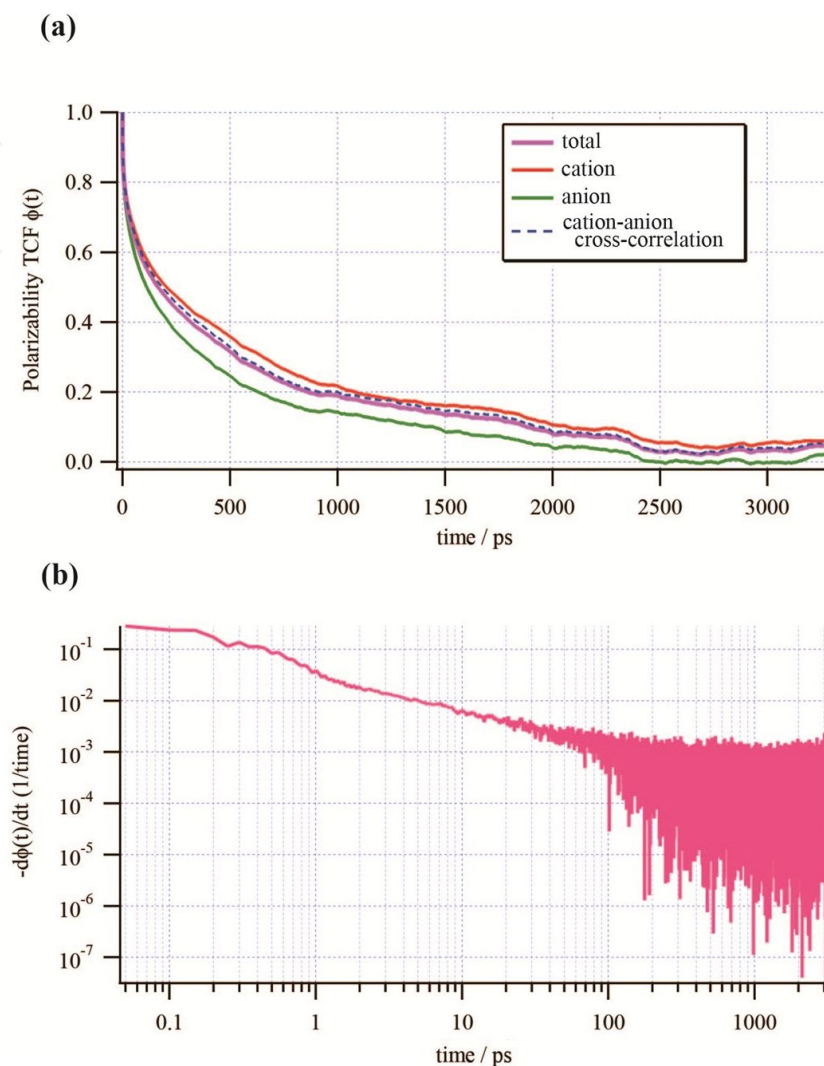 (a)
Polarizability TCF ϕ(t)
1.0
0.8
0.6
0.4
0.2
0.0
total
cation
anion
cation-anion
cross-correlation
0 500 1000 1500 2000 2500 3000
time / ps
(b)
-dϕ(t)/dt (1/time)
10⁻¹
10⁻²
10⁻³
10⁻⁴
10⁻⁵
10⁻⁶
10⁻⁷
0.1 1 10 100 1000
time / ps